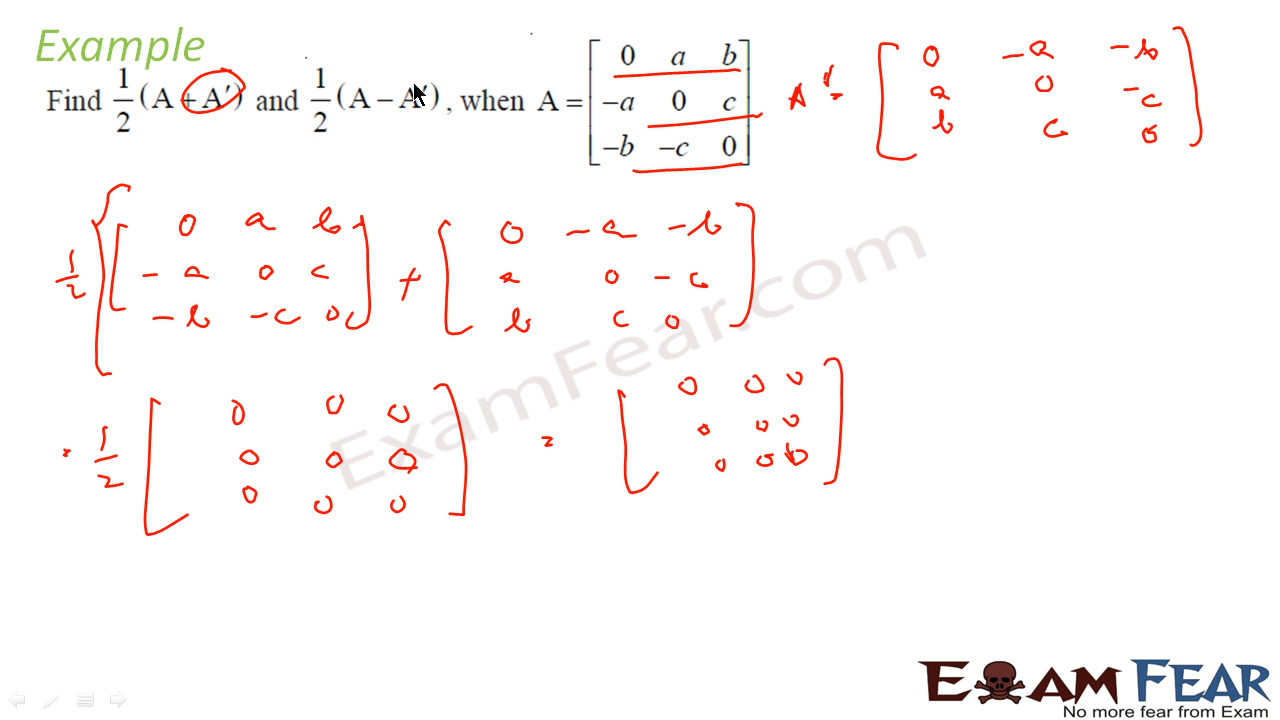 Example
Find 1/2 (A + A′) and 1/2 (A − A′), when A = [ 0 a b
−a 0 c
−b −c 0 ]
A′ = [ 0 −a −b
a 0 −c
b c 0 ]
1/2 { [ 0 a b
−a 0 c
−b −c 0 ] + [ 0 −a −b
a 0 −c
b c 0 ]
= 1/2 [ 0 0 0
0 0 0
0 0 0 ]
= [ 0 0 0
0 0 0
0 0 0 ]
ExamFear.com
EXAM FEAR
No more fear from Exam